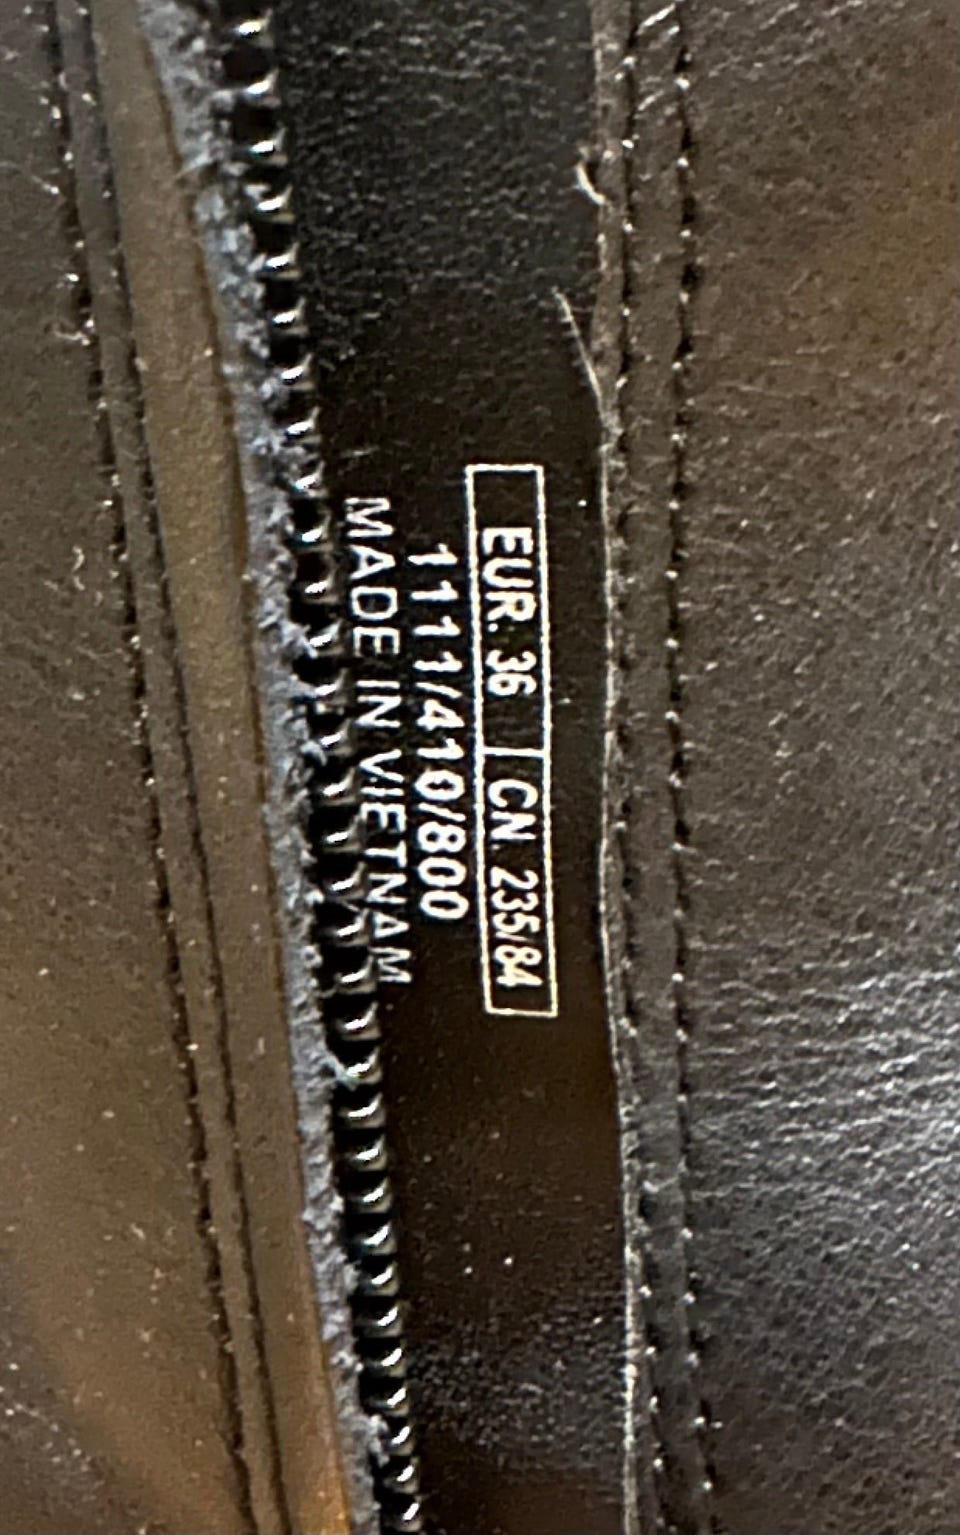 EUR. 36 | CN. 235/84
1111/410/800
MADE IN VIETNAM